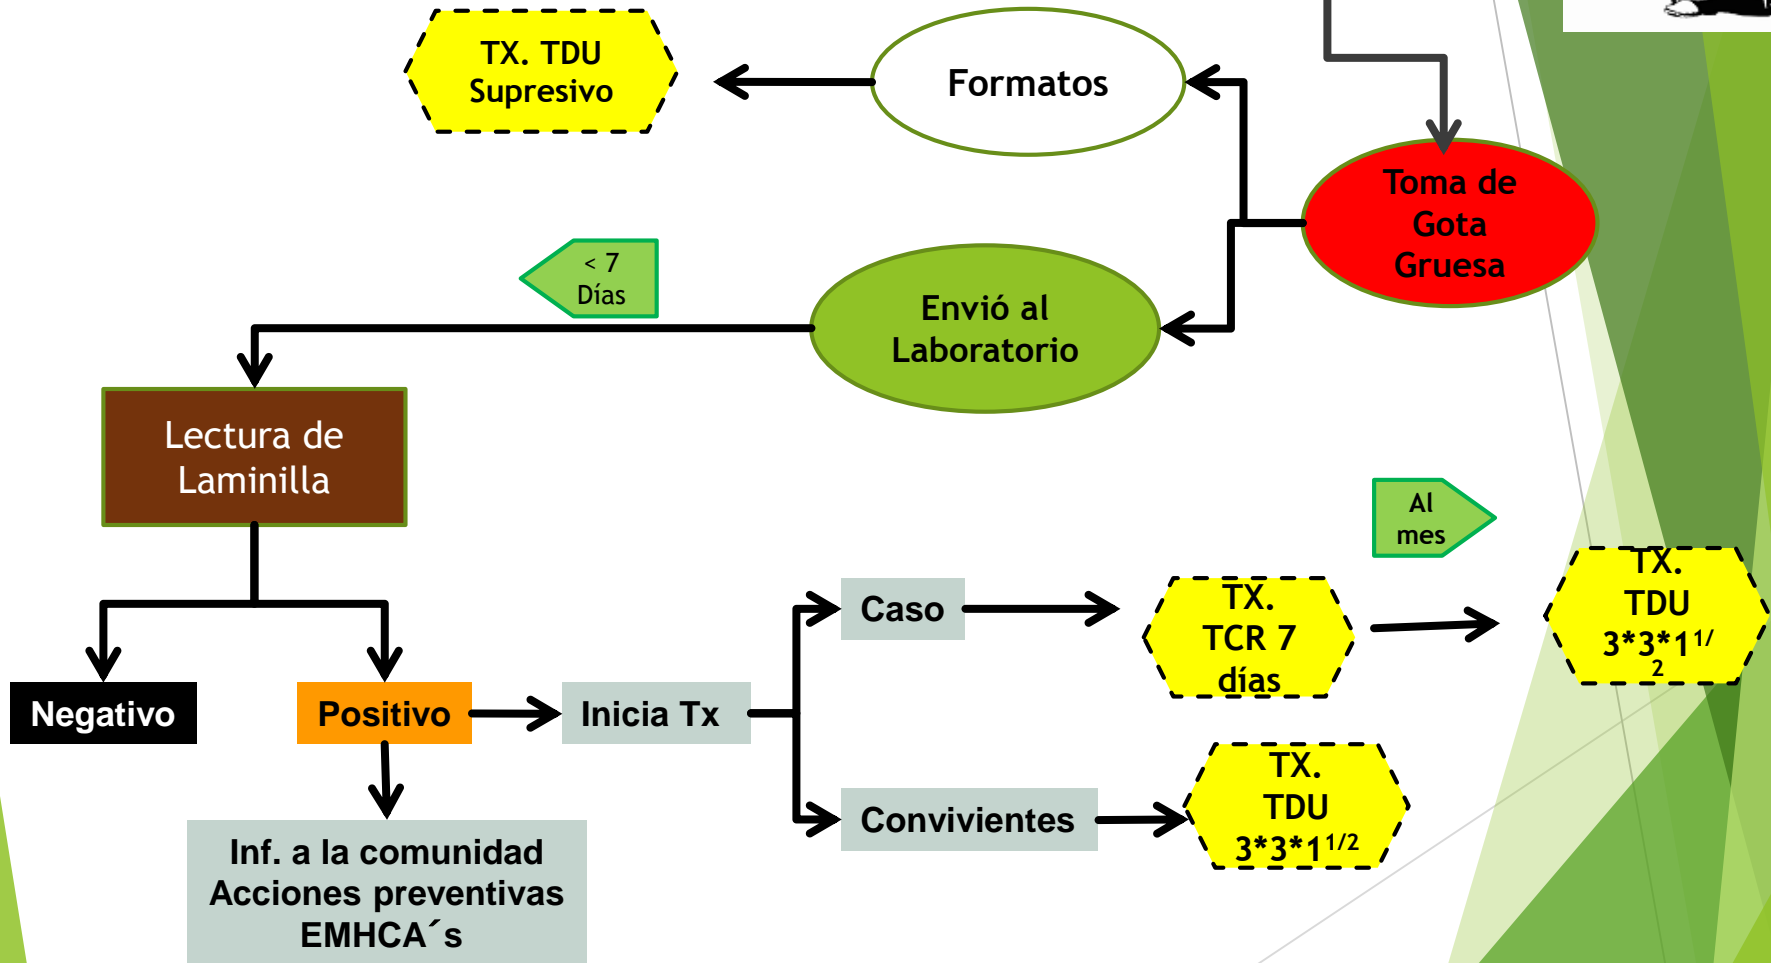 TX. TDU
Supresivo
Formatos
Toma de
Gota
Gruesa
< 7
Días
Envió al
Laboratorio
Lectura de
Laminilla
Al
mes
Caso
TX.
TCR 7
días
TX.
TDU
3*3*1 1/
2
Negativo
Positivo
Inicia Tx
Convivientes
TX.
TDU
3*3*1 1/2
Inf. a la comunidad
Acciones preventivas
EMHCA´s